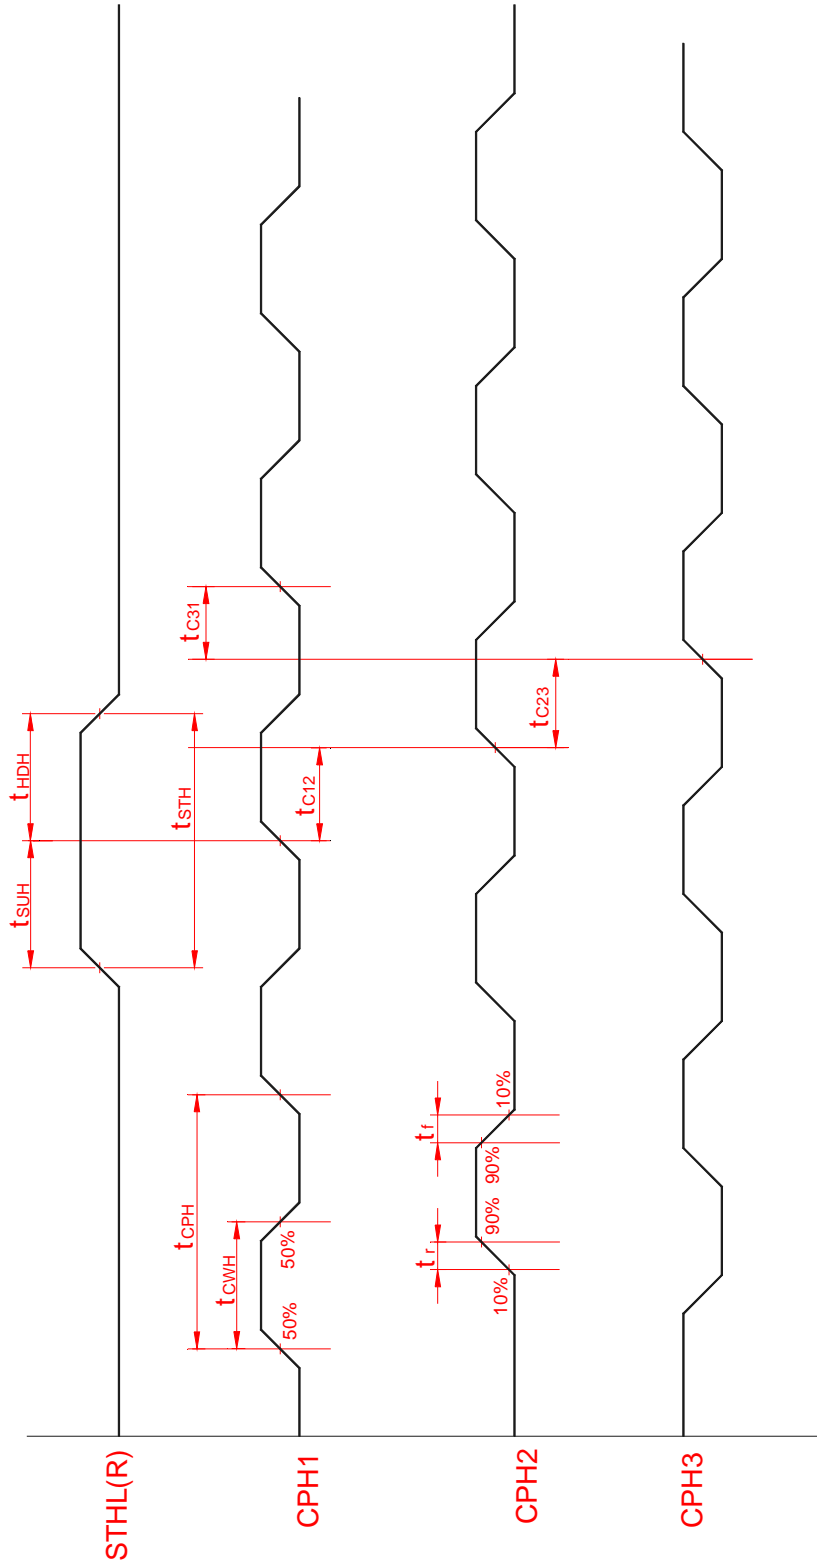 STHL(R)
tSUH
tHDH
tSTH
CPH1
tCPH
tCWH
50%
50%
tC12
tC31
CPH2
tr
tf
10%
90%
90%
10%
tC23
CPH3